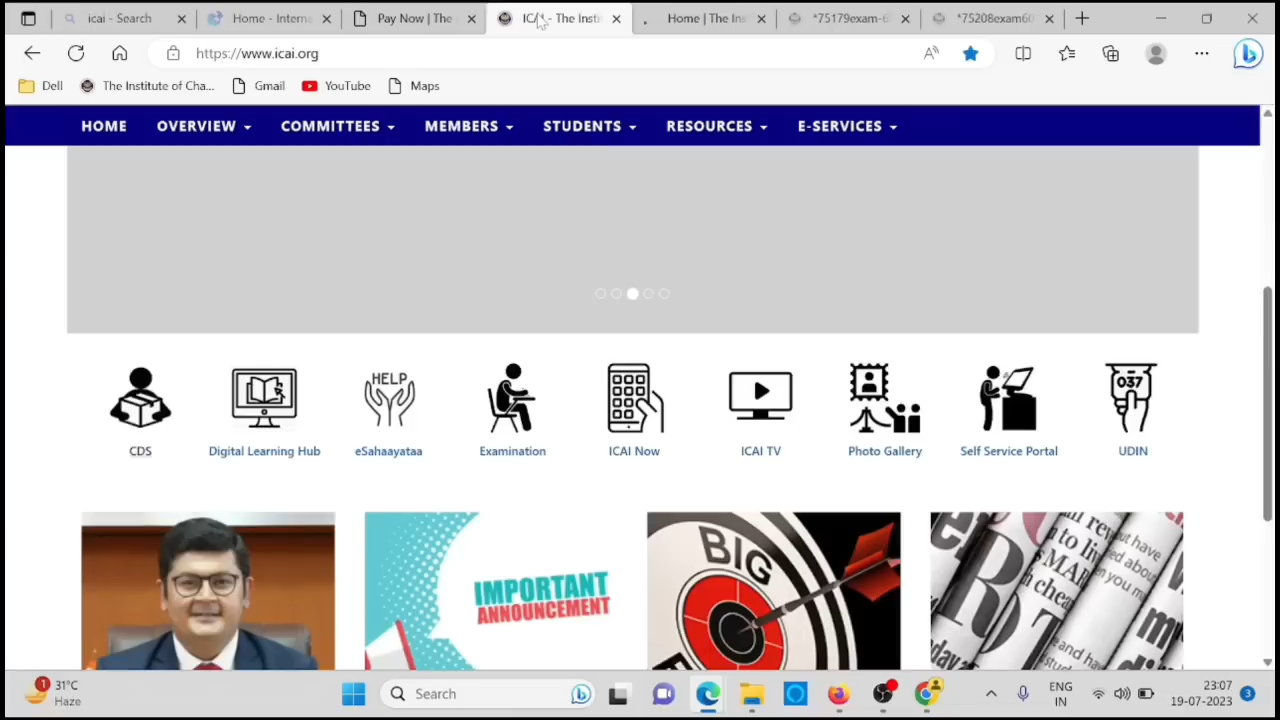 icai - Search
Home - Interna
Pay Now | The
ICAI - The Insti
Home | The Ins
*75179exam-6
*75208exam60
https://www.icai.org
Dell
The Institute of Cha...
Gmail
YouTube
Maps
HOME
OVERVIEW
COMMITTEES
MEMBERS
STUDENTS
RESOURCES
E-SERVICES
HELP
037
CDS
Digital Learning Hub
eSahaayataa
Examination
ICAI Now
ICAI TV
Photo Gallery
Self Service Portal
UDIN
IMPORTANT
ANNOUNCEMENT
BIG
1
31°C
Haze
Search
ENG
IN
23:07
19-07-2023
3